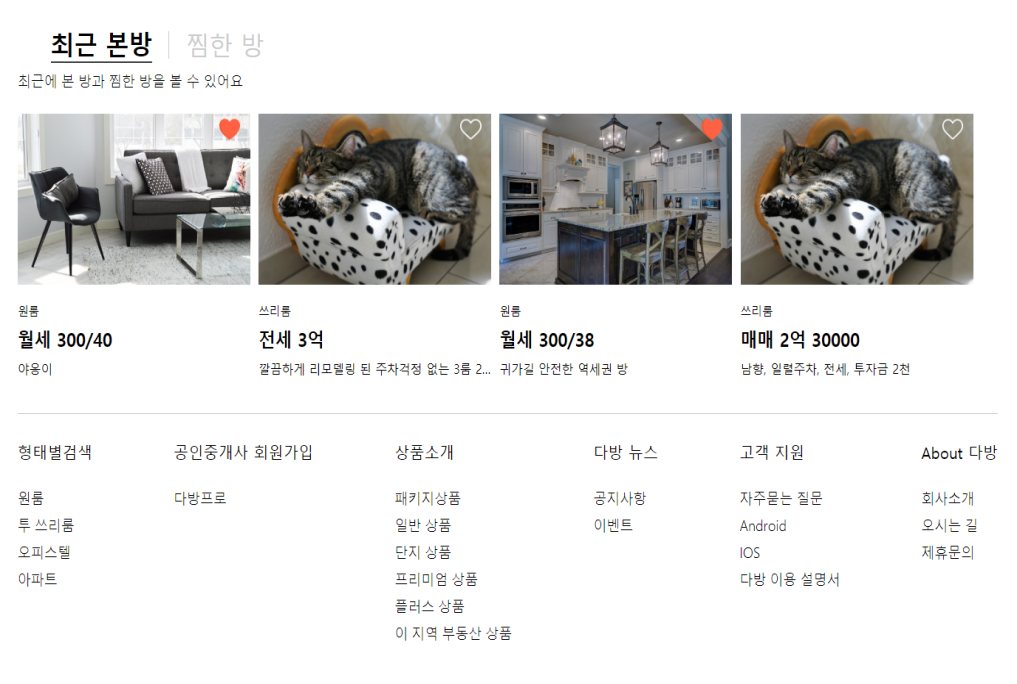 최근 본방 찜한 방
최근에 본 방과 찜한 방을 볼 수 있어요
원룸
월세 300/40
야옹이
쓰리룸
전세 3억
깔끔하게 리모델링 된 주차걱정 없는 3룸 2...
원룸
월세 300/38
귀가길 안전한 역세권 방
쓰리룸
매매 2억 30000
남향, 일렬주차, 전세, 투자금 2천
형태별검색
원룸
투 쓰리룸
오피스텔
아파트
공인중개사 회원가입
다방프로
상품소개
패키지상품
일반 상품
단지 상품
프리미엄 상품
플러스 상품
이 지역 부동산 상품
다방 뉴스
공지사항
이벤트
고객 지원
자주묻는 질문
Android
IOS
다방 이용 설명서
About 다방
회사소개
오시는 길
제휴문의